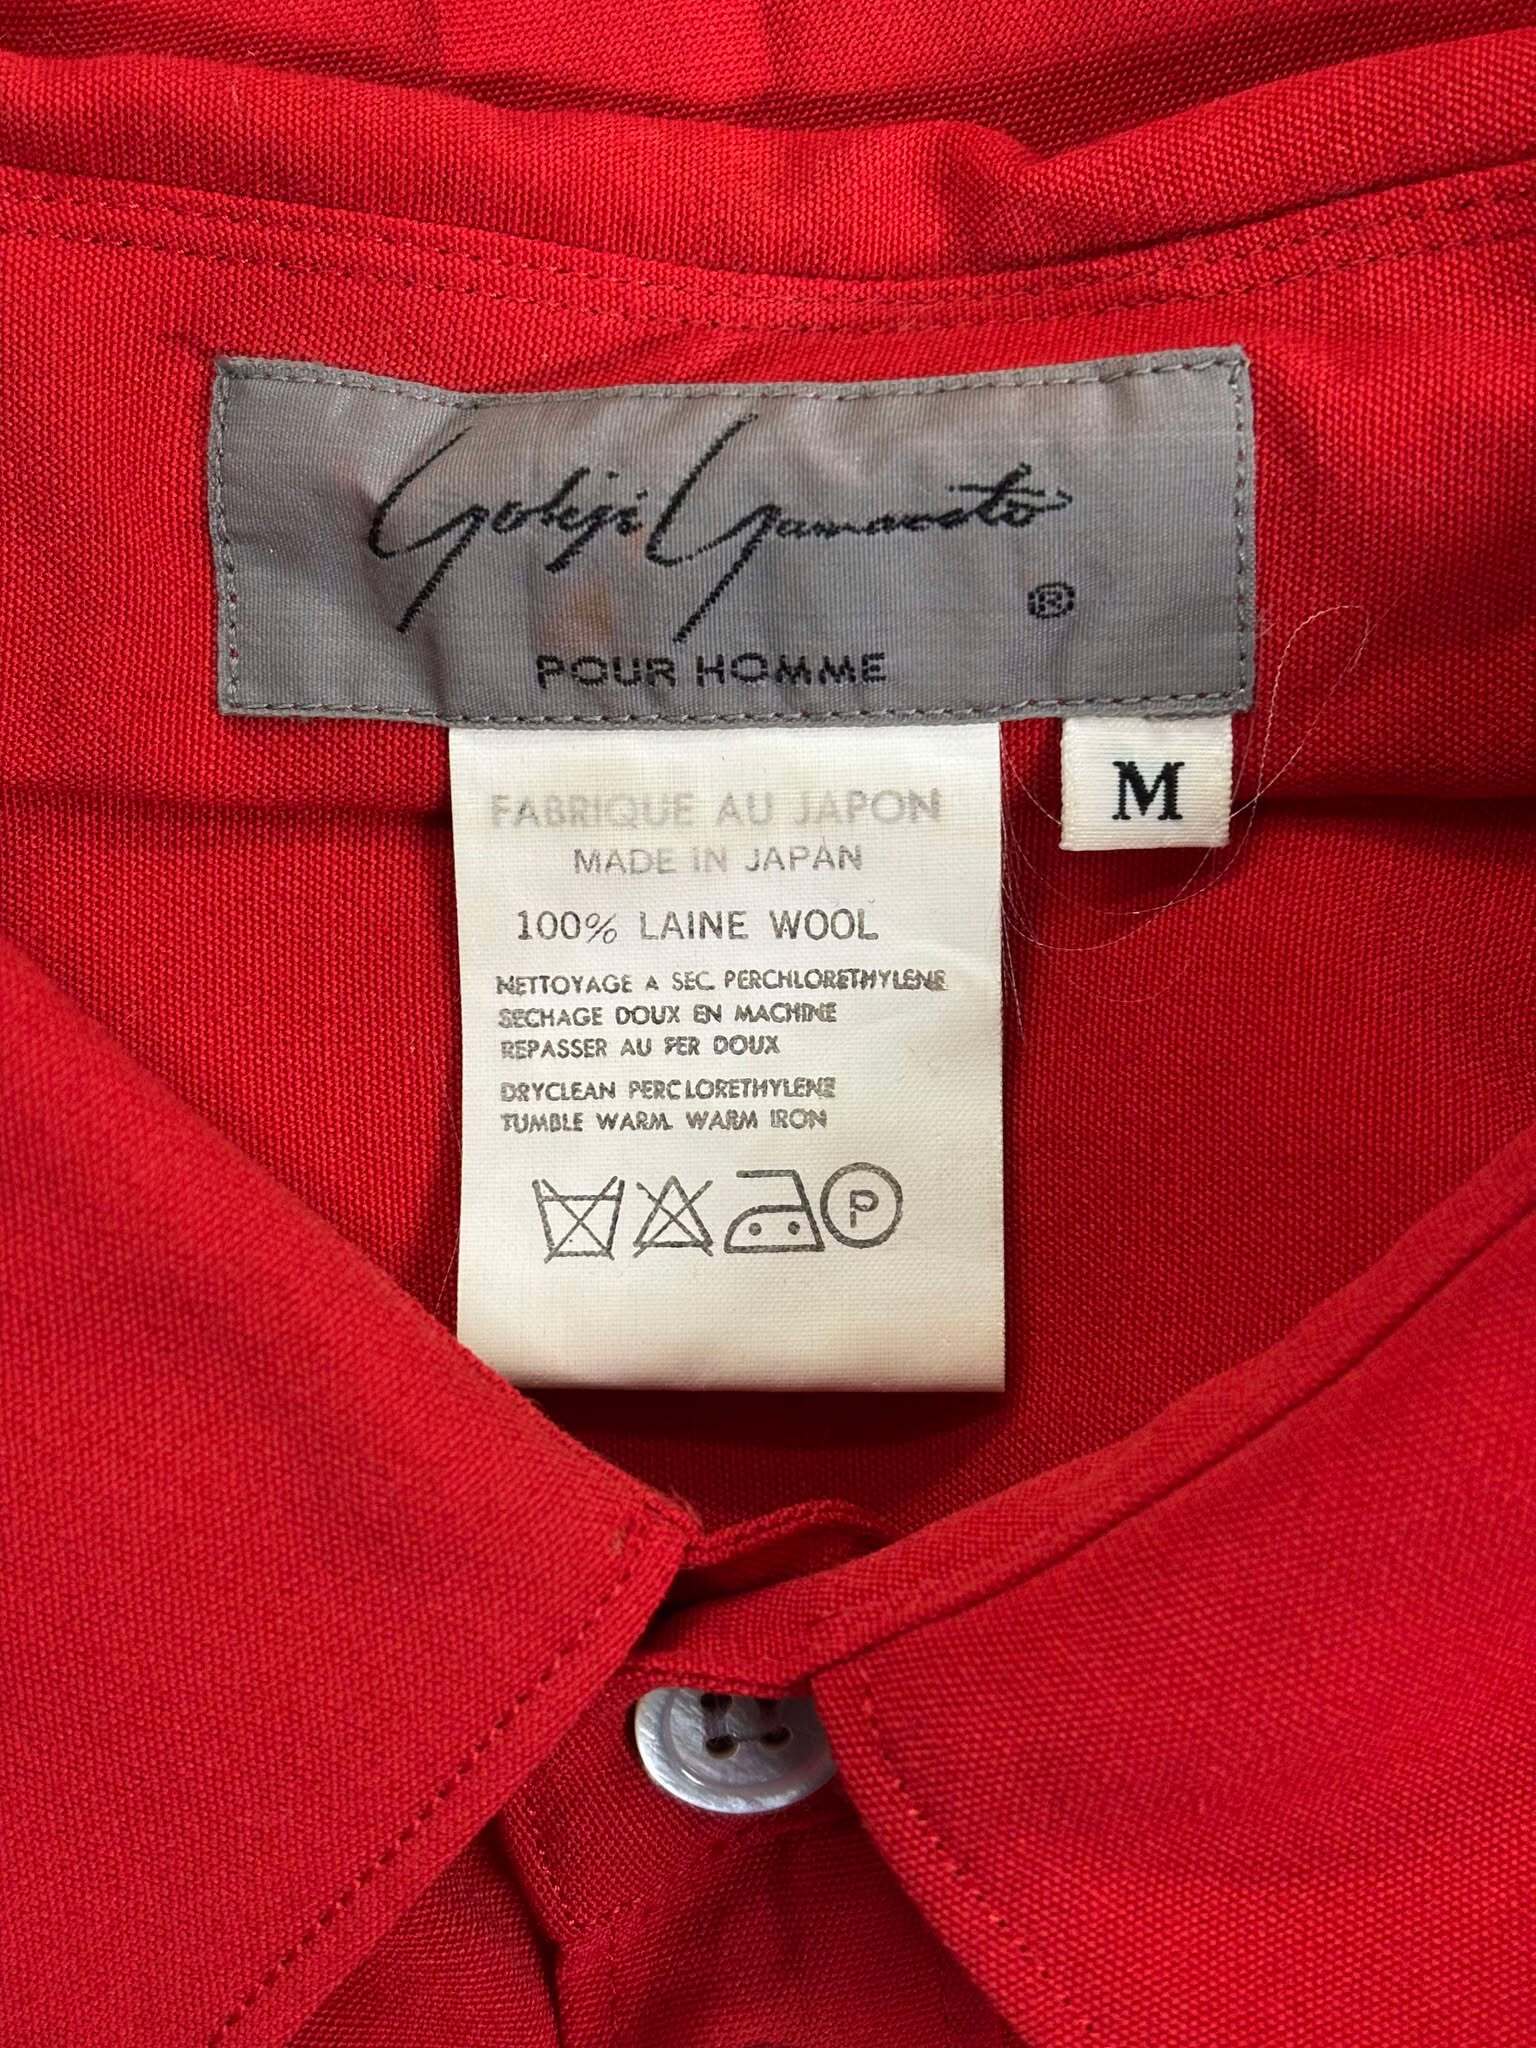 Yohji Yamamoto
®
POUR HOMME
M
FABRIQUE AU JAPON
MADE IN JAPAN
100% LAINE WOOL
NETTOYAGE A SEC. PERCHLORETHYLENE
SECHAGE DOUX EN MACHINE
REPASSER AU FER DOUX
DRYCLEAN PERCLORETHYLENE
TUMBLE WARM. WARM IRON
P